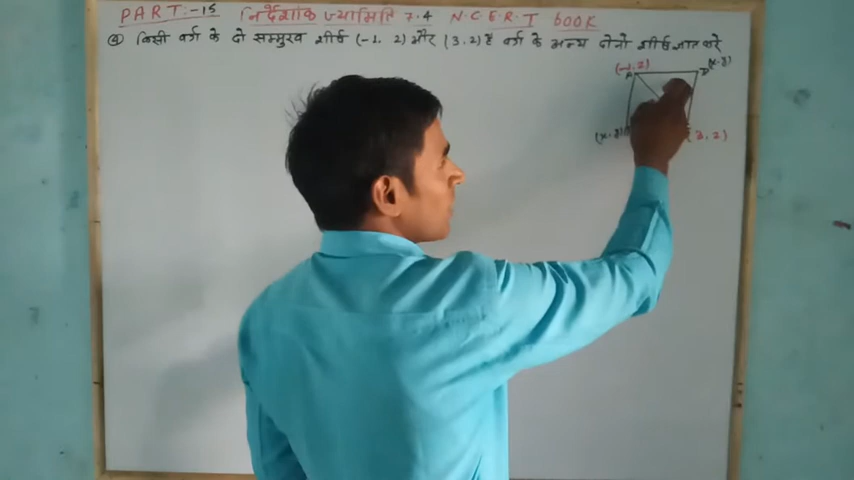 PART:-15 निर्देशांक ज्यामिति 7.4 N.C.E.R.T book
④ किसी वर्ग के दो सम्मुख शीर्ष (-1, 2) और (3, 2) है वर्ग के अन्य दोनो शीर्ष ज्ञात करे
(-1, 2) A D (x, y)
(x, y) (3, 2)